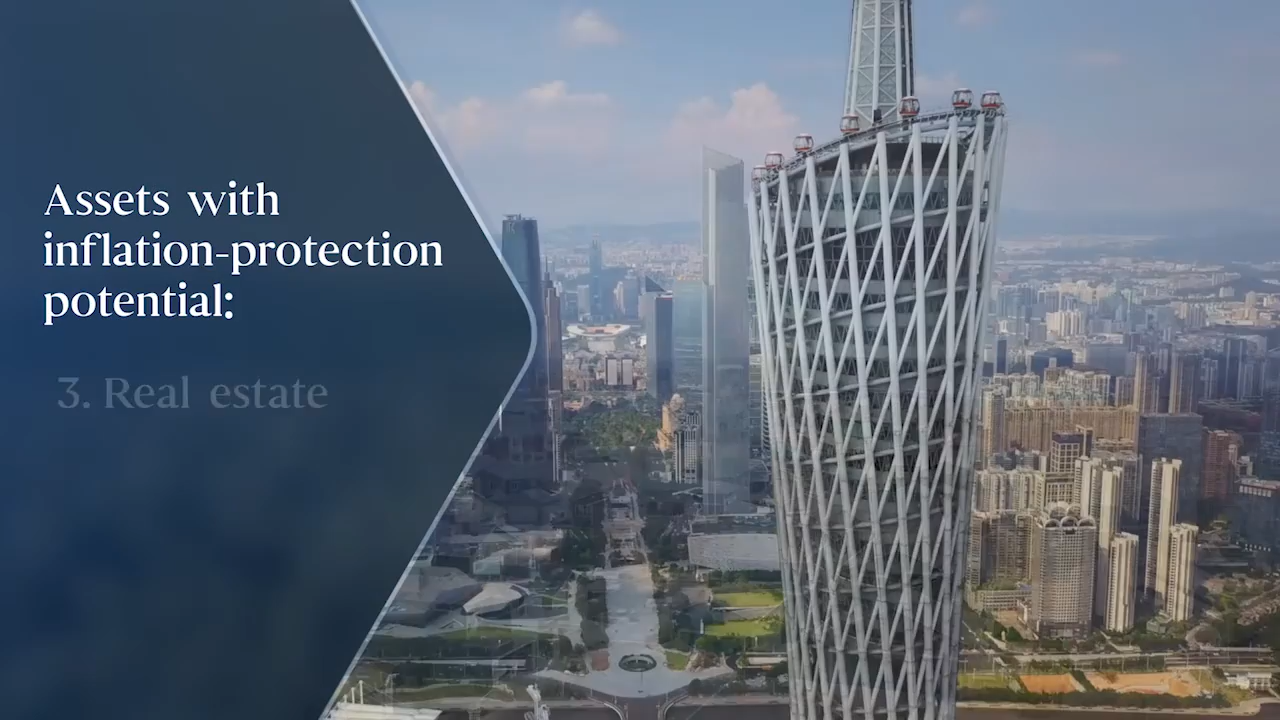 Assets with
inflation-protection
potential:
3. Real estate